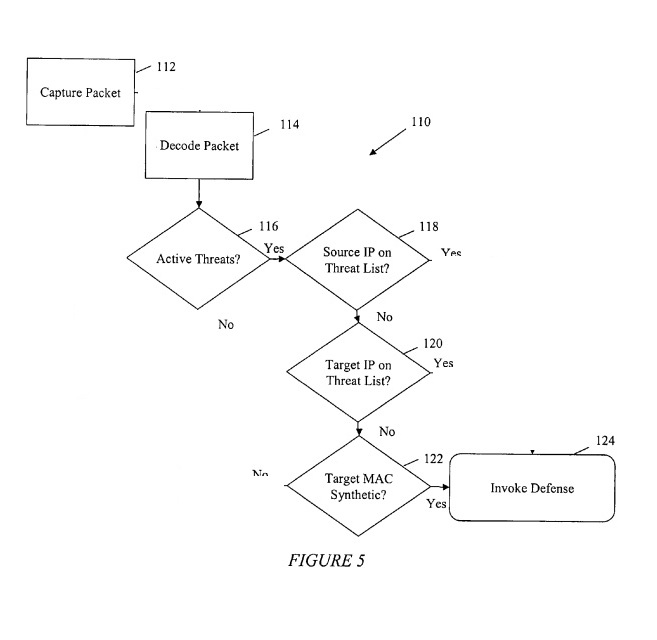 112
Capture Packet
114
Decode Packet
110
116
Active Threats?
Yes
118
Source IP on
Threat List?
Yes
No
No
120
Target IP on
Threat List?
Yes
No
122
Target MAC
Synthetic?
No
Yes
124
Invoke Defense
FIGURE 5